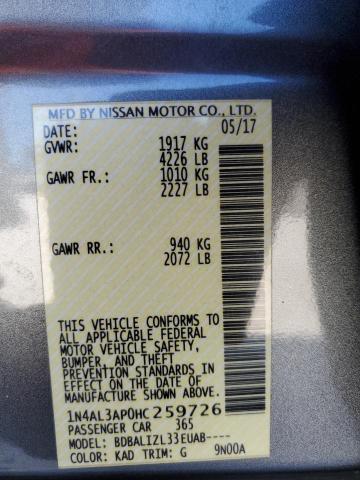 MFD BY NISSAN MOTOR CO., LTD.
DATE: 05/17
GVWR: 1917 KG
4226 LB
GAWR FR.: 1010 KG
2227 LB
GAWR RR.: 940 KG
2072 LB
THIS VEHICLE CONFORMS TO
ALL APPLICABLE FEDERAL
MOTOR VEHICLE SAFETY,
BUMPER, AND THEFT
PREVENTION STANDARDS
IN EFFECT ON THE DATE OF
MANUFACTURE SHOWN ABOVE.
1N4AL3AP0HC259726
PASSENGER CAR 365
MODEL: BDBALIZL33EUAB----
COLOR: KAD TRIM: G 9N00A